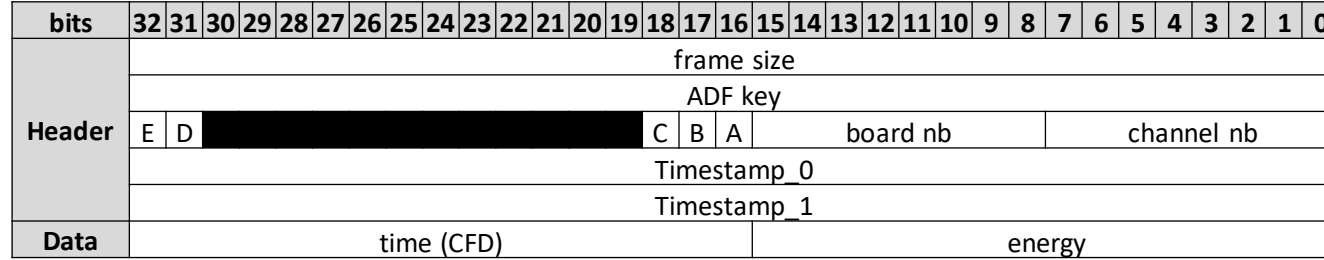 bits 32 31 30 29 28 27 26 25 24 23 22 21 20 19 18 17 16 15 14 13 12 11 10 9 8 7 6 5 4 3 2 1 0
frame size
ADF key
Header E D C B A board nb channel nb
Timestamp_0
Timestamp_1
Data time (CFD) energy